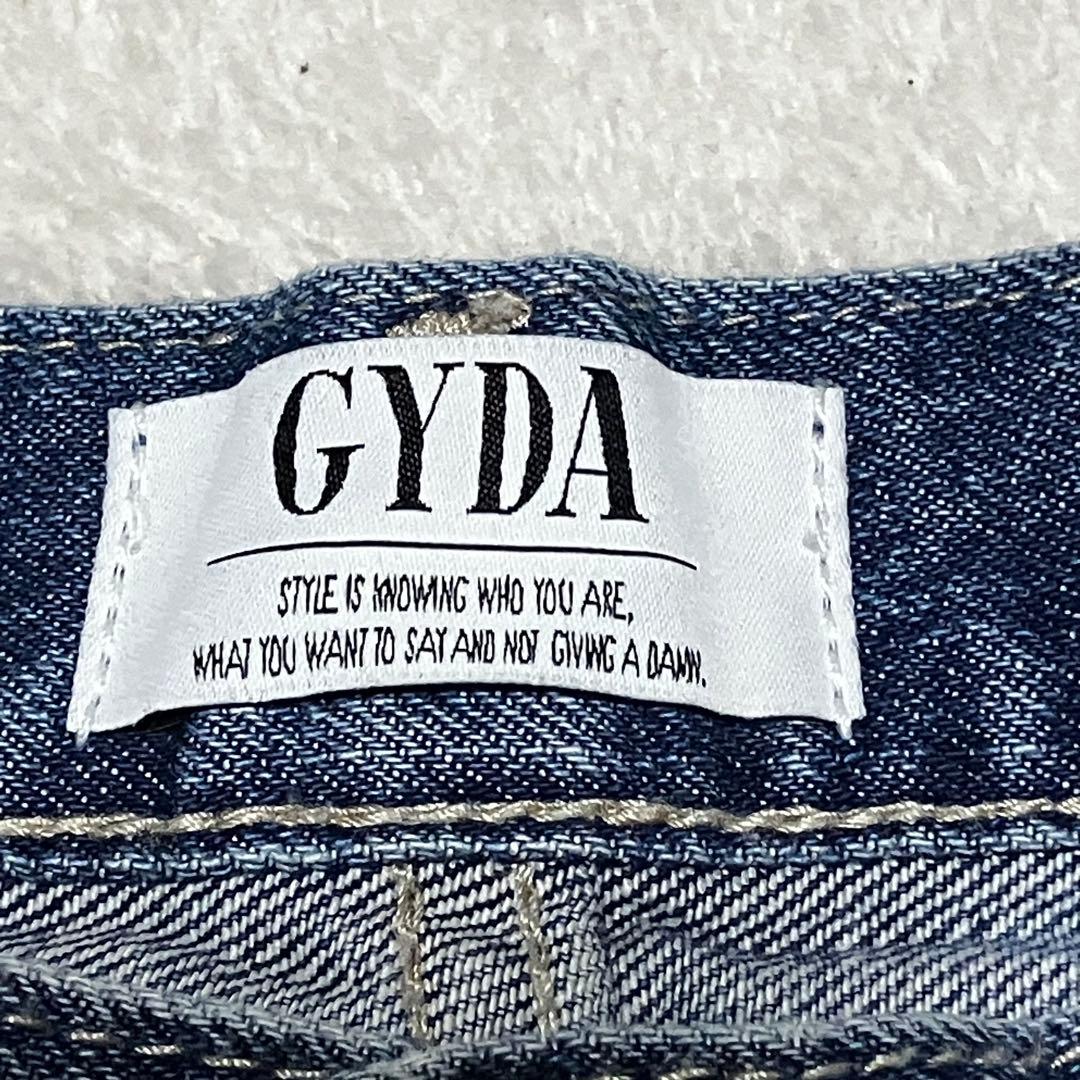 GYDA
STYLE IS KNOWING WHO YOU ARE,
WHAT YOU WANT TO SAY AND NOT GIVING A DAMN.